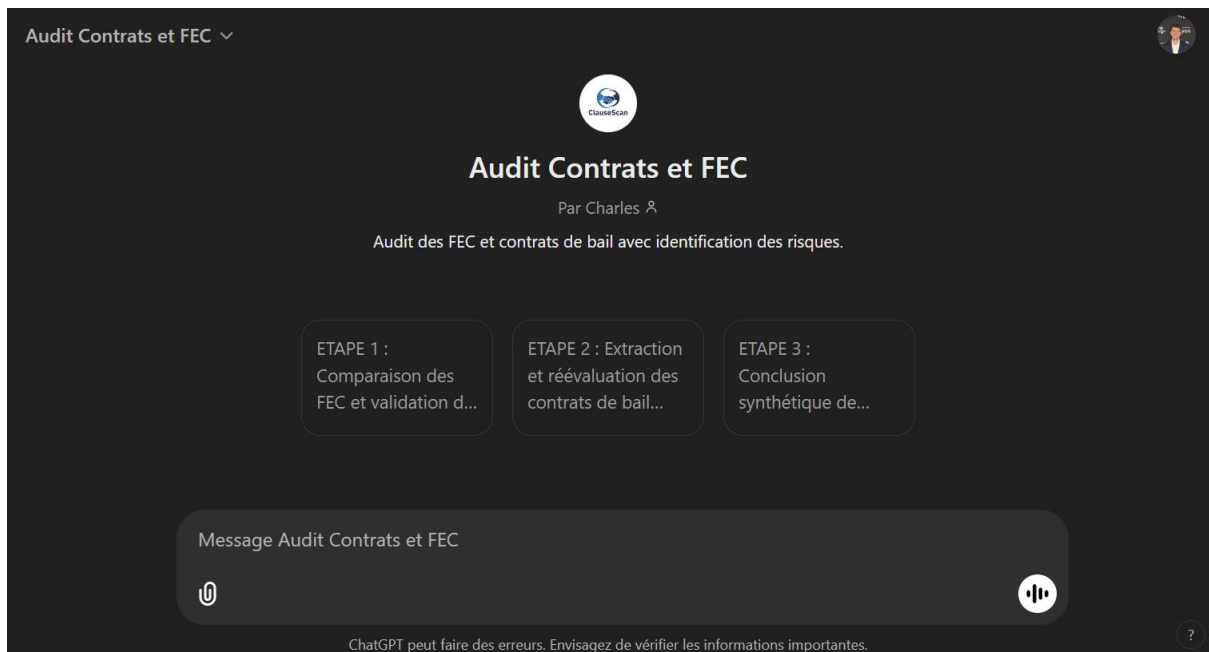 Audit Contrats et FEC
ClauseScan
Audit Contrats et FEC
Par Charles
Audit des FEC et contrats de bail avec identification des risques.
ETAPE 1 :
Comparaison des
FEC et validation d...
ETAPE 2 : Extraction
et réévaluation des
contrats de bail...
ETAPE 3 :
Conclusion
synthétique de...
Message Audit Contrats et FEC
ChatGPT peut faire des erreurs. Envisagez de vérifier les informations importantes.
?